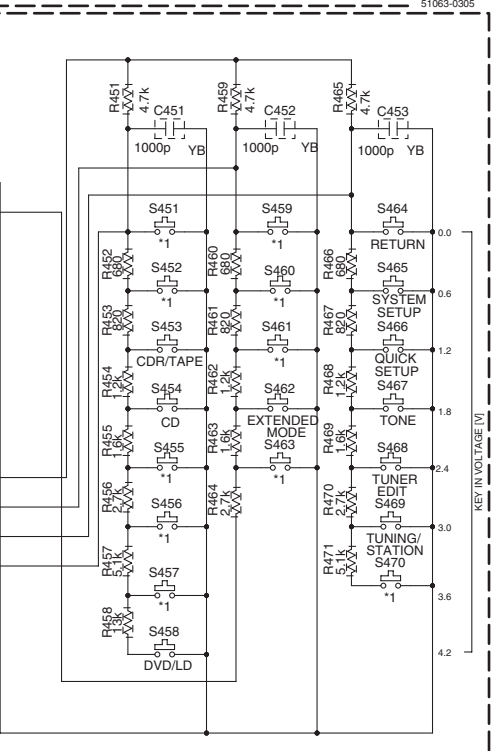 51063-0305
R451
4.7k
R459
4.7k
R465
4.7k
C451
C452
C453
1000p YB
1000p YB
1000p YB
S451
*1
S459
*1
S464
RETURN
0.0
R452
680
R460
680
R466
680
S452
*1
S460
*1
S465
SYSTEM
SETUP
0.6
R453
820
R461
820
R467
820
S453
CDR/TAPE
S461
*1
S466
QUICK
SETUP
1.2
R454
1.2k
R462
1.2k
R468
1.2k
S454
CD
S462
EXTENDED
MODE
S467
TONE
1.8
R455
1.6k
R463
1.6k
R469
1.6k
S455
*1
S463
*1
S468
TUNER
EDIT
2.4
KEY IN VOLTAGE [V]
R456
2.7k
R464
2.7k
R470
2.7k
S456
*1
S469
TUNING/
STATION
3.0
R457
5.1k
R471
5.1k
S457
*1
S470
*1
3.6
R458
13k
S458
DVD/LD
4.2